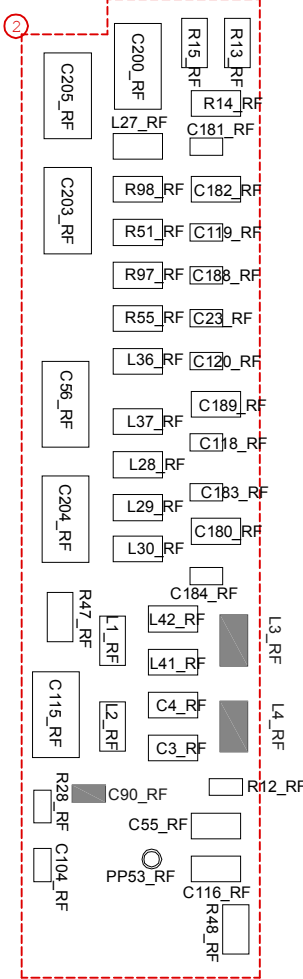 2
C200_RF
R15_RF
R13_RF
C205_RF
R14_RF
L27_RF
C181_RF
C203_RF
R98_RF
C182_RF
R51_RF
C119_RF
R97_RF
C188_RF
R55_RF
C23_RF
L36_RF
C120_RF
C56_RF
C189_RF
L37_RF
C118_RF
L28_RF
C183_RF
C204_RF
L29_RF
C180_RF
L30_RF
C184_RF
R47_RF
L1_RF
L42_RF
L3_RF
L41_RF
C115_RF
L2_RF
C4_RF
L4_RF
C3_RF
R28_RF
C90_RF
R12_RF
C55_RF
C104_RF
PP53_RF
C116_RF
R48_RF